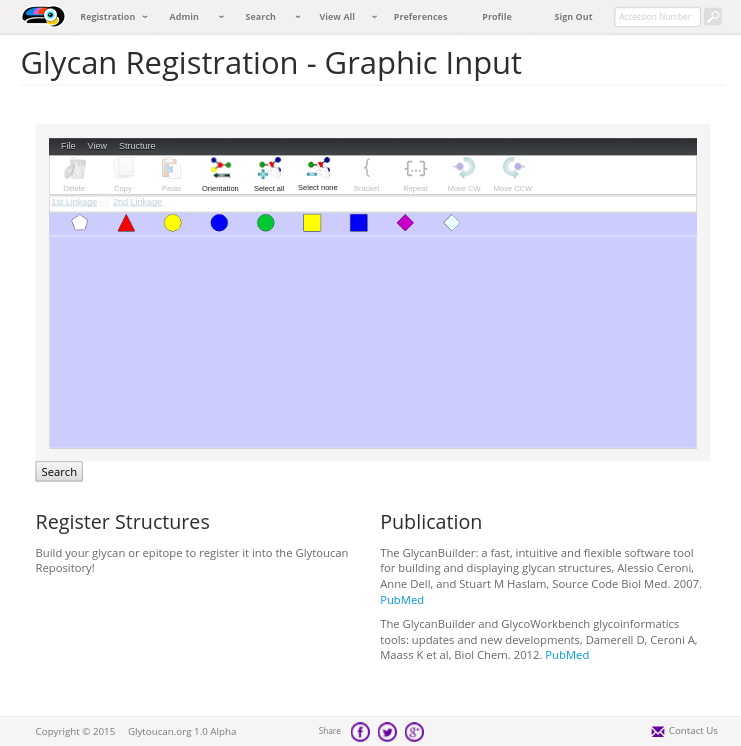 Registration Admin Search View All Preferences Profile Sign Out Accession Number
Glycan Registration - Graphic Input
File View Structure
Delete Copy Paste Orientation Select all Select none Bracket Repeat Move CW Move CCW
1st Linkage 2nd Linkage
Search
Register Structures
Build your glycan or epitope to register it into the Glytoucan
Repository!
Publication
The GlycanBuilder: a fast, intuitive and flexible software tool
for building and displaying glycan structures, Alessio Ceroni,
Anne Dell, and Stuart M Haslam, Source Code Biol Med. 2007.
PubMed
The GlycanBuilder and GlycoWorkbench glycoinformatics
tools: updates and new developments, Damerell D, Ceroni A,
Maass K et al, Biol Chem. 2012. PubMed
Copyright © 2015 Glytoucan.org 1.0 Alpha Share Contact Us